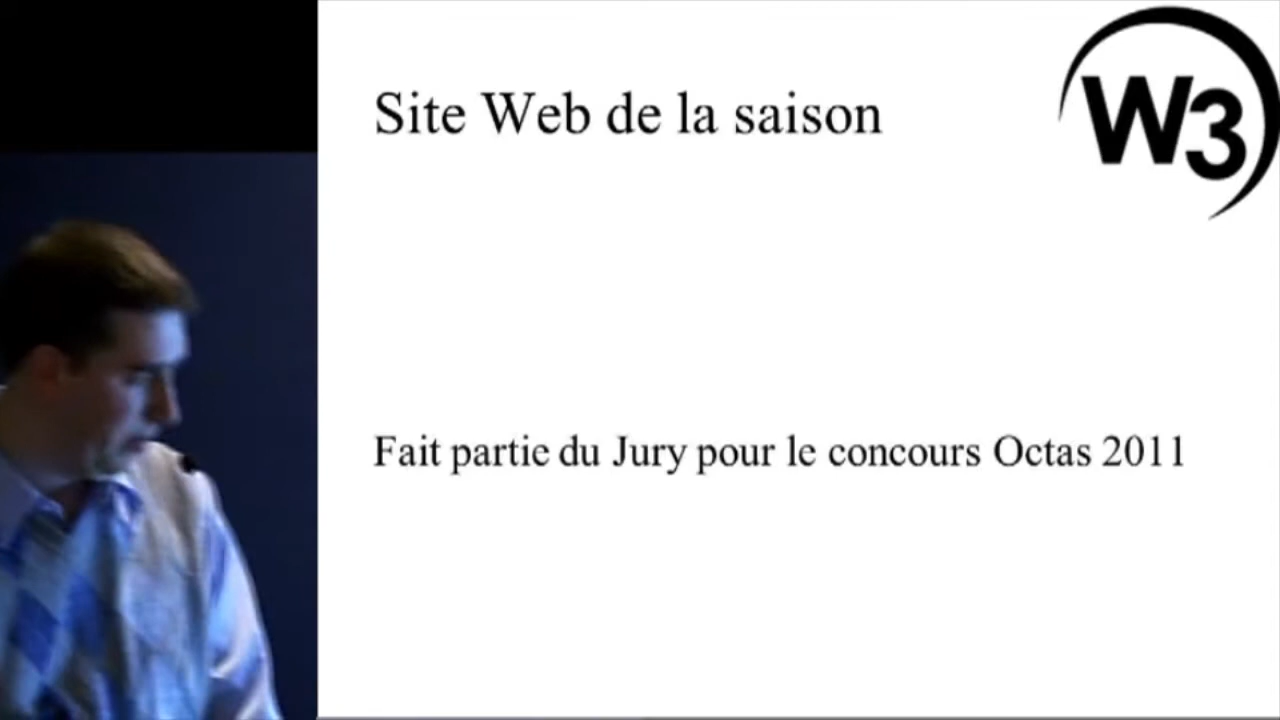 Site Web de la saison
W3
Fait partie du Jury pour le concours Octas 2011